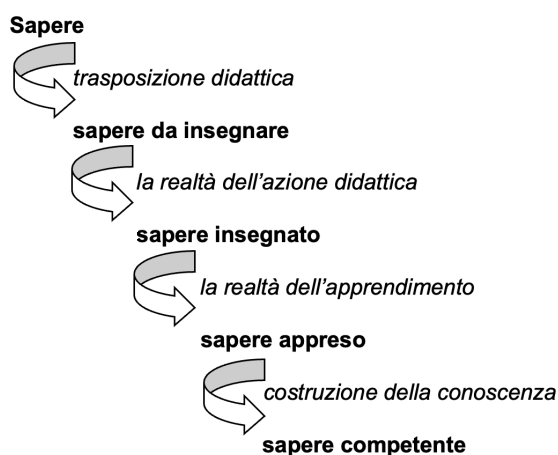 Sapere
trasposizione didattica
sapere da insegnare
la realtà dell'azione didattica
sapere insegnato
la realtà dell'apprendimento
sapere appreso
costruzione della conoscenza
sapere competente